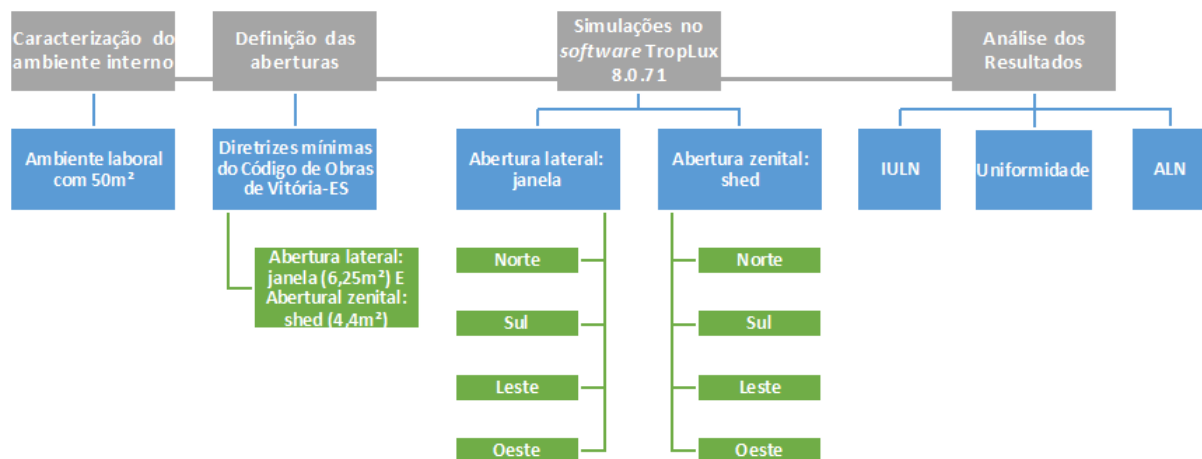 Caracterização do
ambiente interno
Definição das
aberturas
Simulações no
software TropLux
8.0.71
Análise dos
Resultados
Ambiente laboral
com 50m²
Diretrizes mínimas
do Código de Obras
de Vitória-ES
Abertura lateral:
janela
Abertura zenital:
shed
IULN
Uniformidade
ALN
Abertura lateral:
janela (6,25m²) E
Abertural zenital:
shed (4,4m²)
Norte
Sul
Leste
Oeste
Norte
Sul
Leste
Oeste